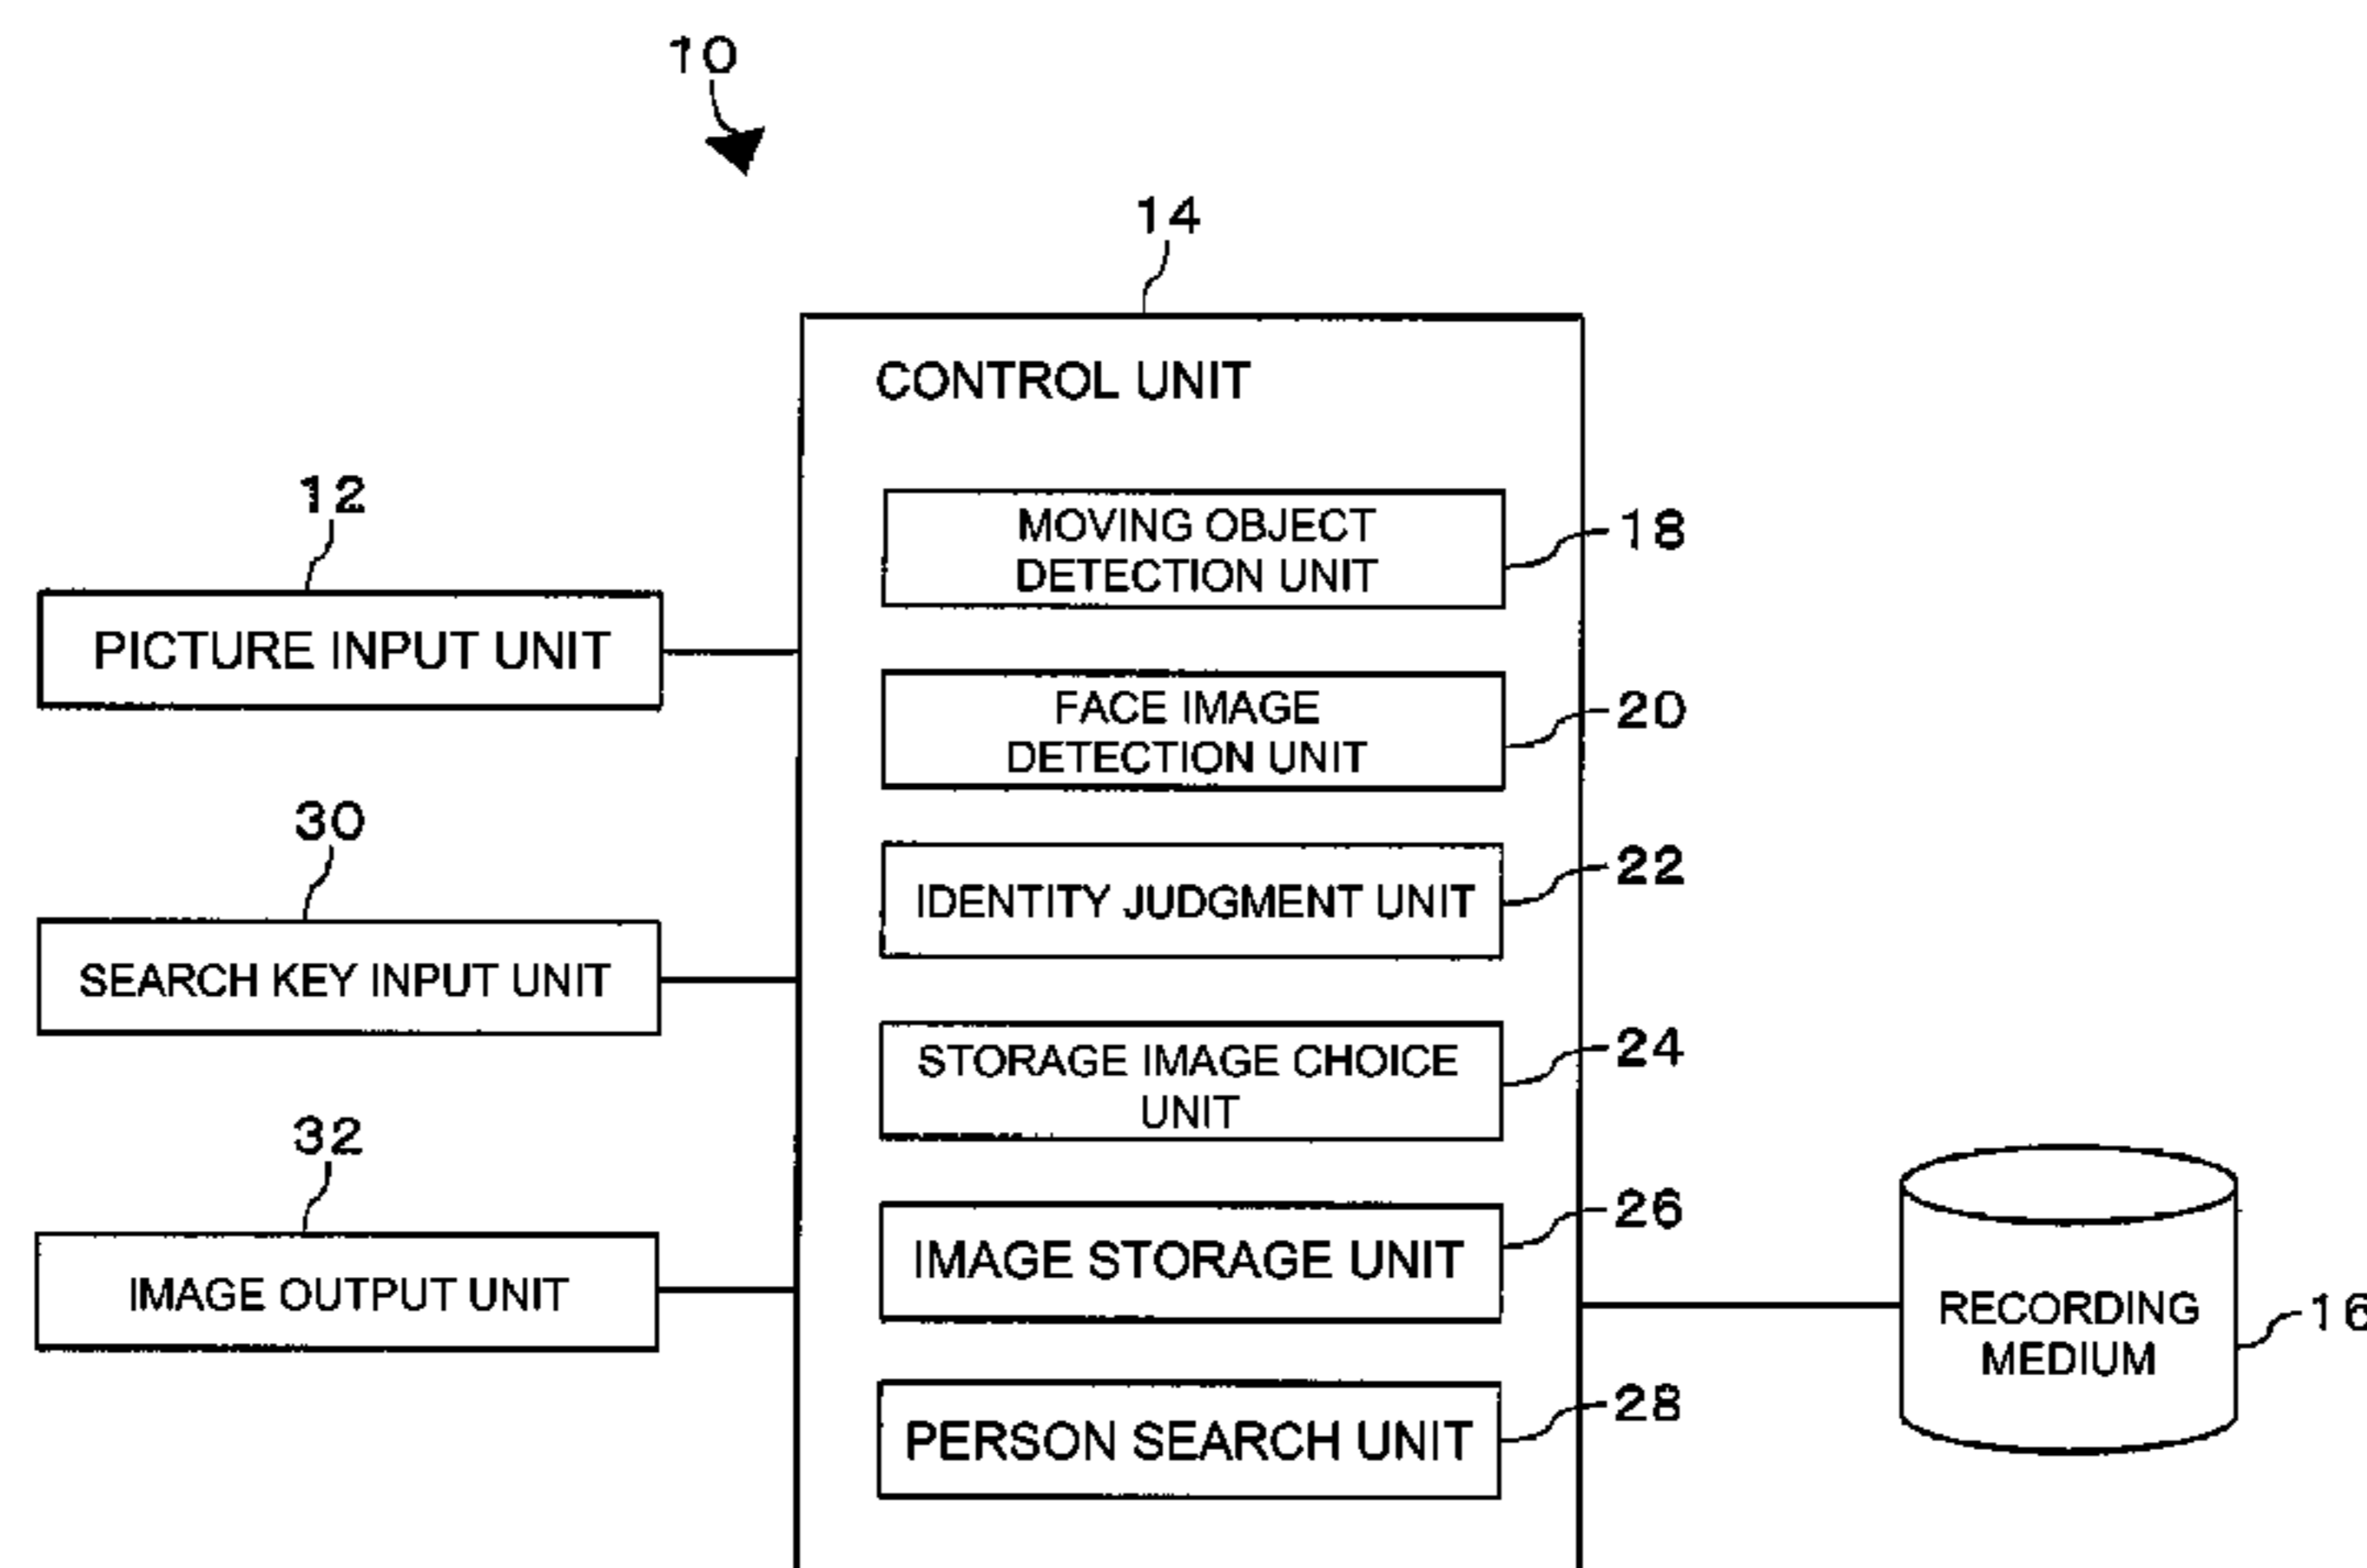 10
14
CONTROL UNIT
12
PICTURE INPUT UNIT
30
SEARCH KEY INPUT UNIT
32
IMAGE OUTPUT UNIT
MOVING OBJECT
DETECTION UNIT
18
FACE IMAGE
DETECTION UNIT
20
IDENTITY JUDGMENT UNIT
22
STORAGE IMAGE CHOICE
UNIT
24
IMAGE STORAGE UNIT
26
PERSON SEARCH UNIT
28
RECORDING
MEDIUM
16